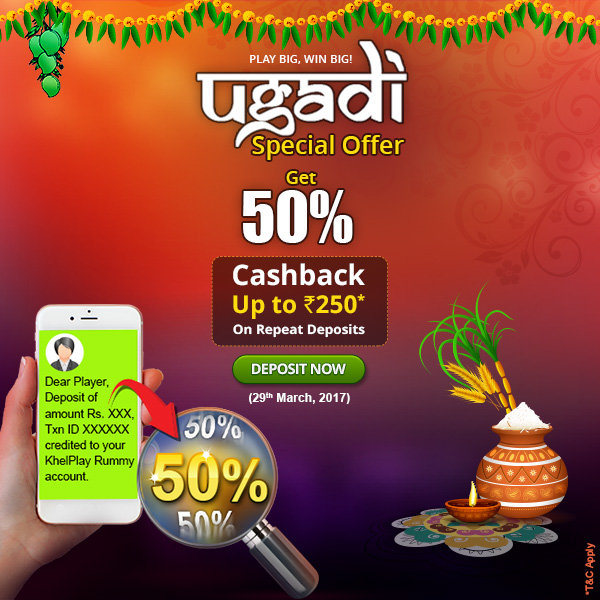 PLAY BIG, WIN BIG!
ugadi
Special Offer
Get
50%
Cashback
Up to ₹250*
On Repeat Deposits
DEPOSIT NOW
(29th March, 2017)
Dear Player,
Deposit of
amount Rs. XXX,
Txn ID XXXXXX
credited to your
KhelPlay Rummy
account.
50%
50%
50%
*T&C Apply